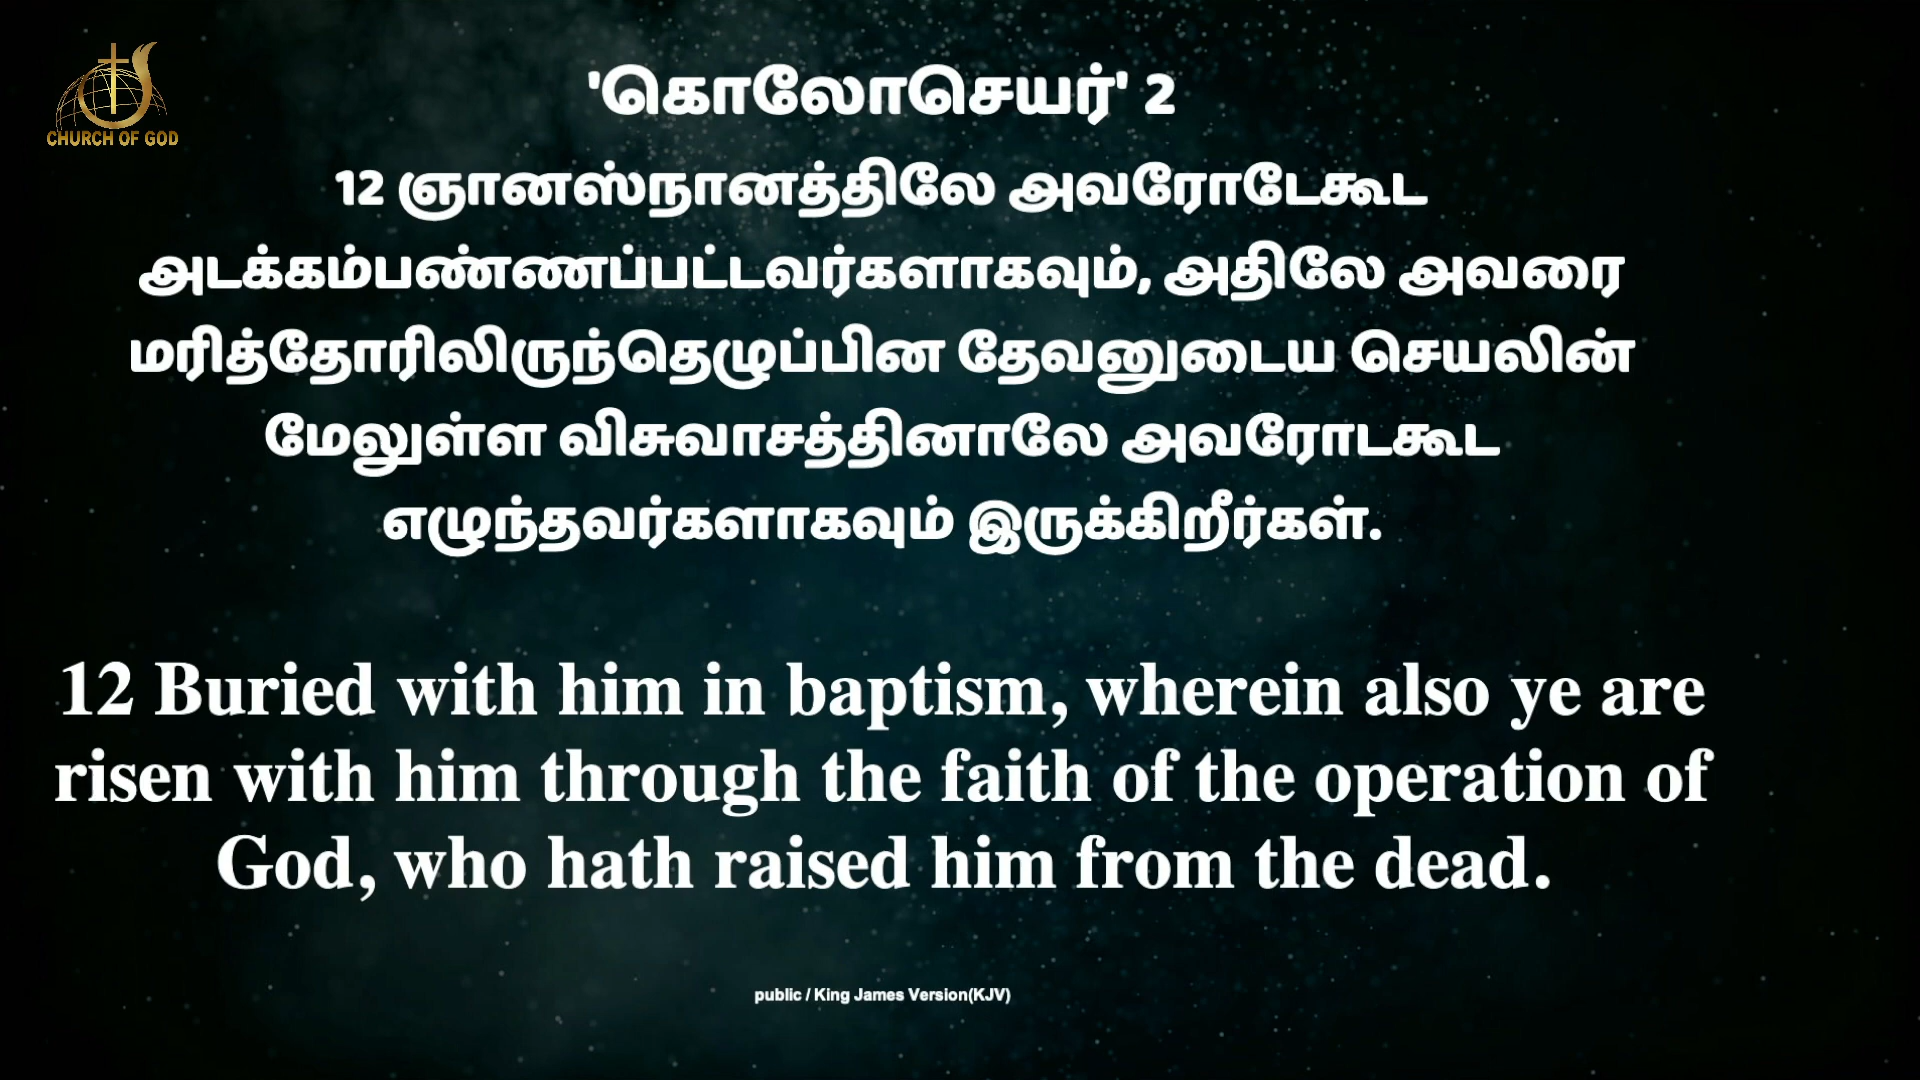 CHURCH OF GOD
'கொலோசெயர்' 2
12 ஞானஸ்நானத்திலே அவரோடேகூட
அடக்கம்பண்ணப்பட்டவர்களாகவும், அதிலே அவரை
மரித்தோரிலிருந்தெழுப்பின தேவனுடைய செயலின்
மேலுள்ள விசுவாசத்தினாலே அவரோடகூட
எழுந்தவர்களாகவும் இருக்கிறீர்கள்.
12 Buried with him in baptism, wherein also ye are
risen with him through the faith of the operation of
God, who hath raised him from the dead.
public / King James Version(KJV)